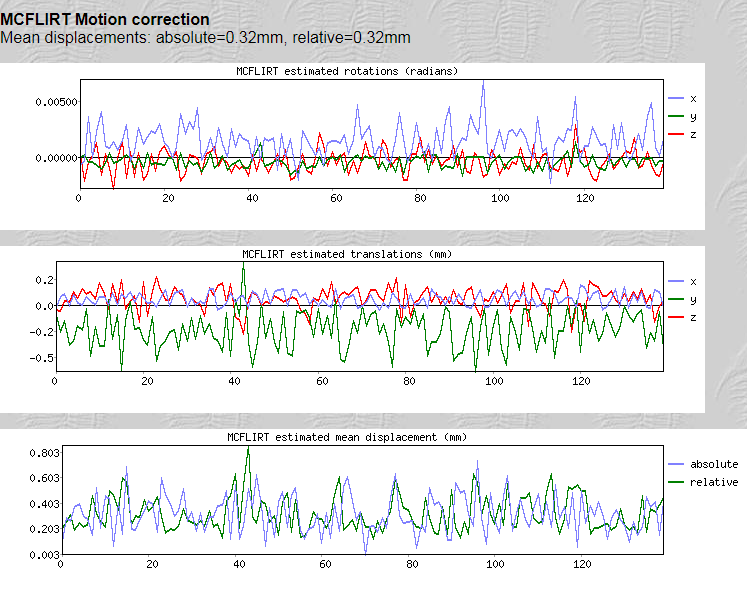 MCFLIRT Motion correction
Mean displacements: absolute=0.32mm, relative=0.32mm
MCFLIRT estimated rotations (radians)
0.00500
0.00000
x
y
z
0 20 40 60 80 100 120
MCFLIRT estimated translations (mm)
0.2
0.0
-0.2
-0.5
x
y
z
0 20 40 60 80 100 120
MCFLIRT estimated mean displacement (mm)
0.803
0.603
0.403
0.203
0.003
absolute
relative
0 20 40 60 80 100 120